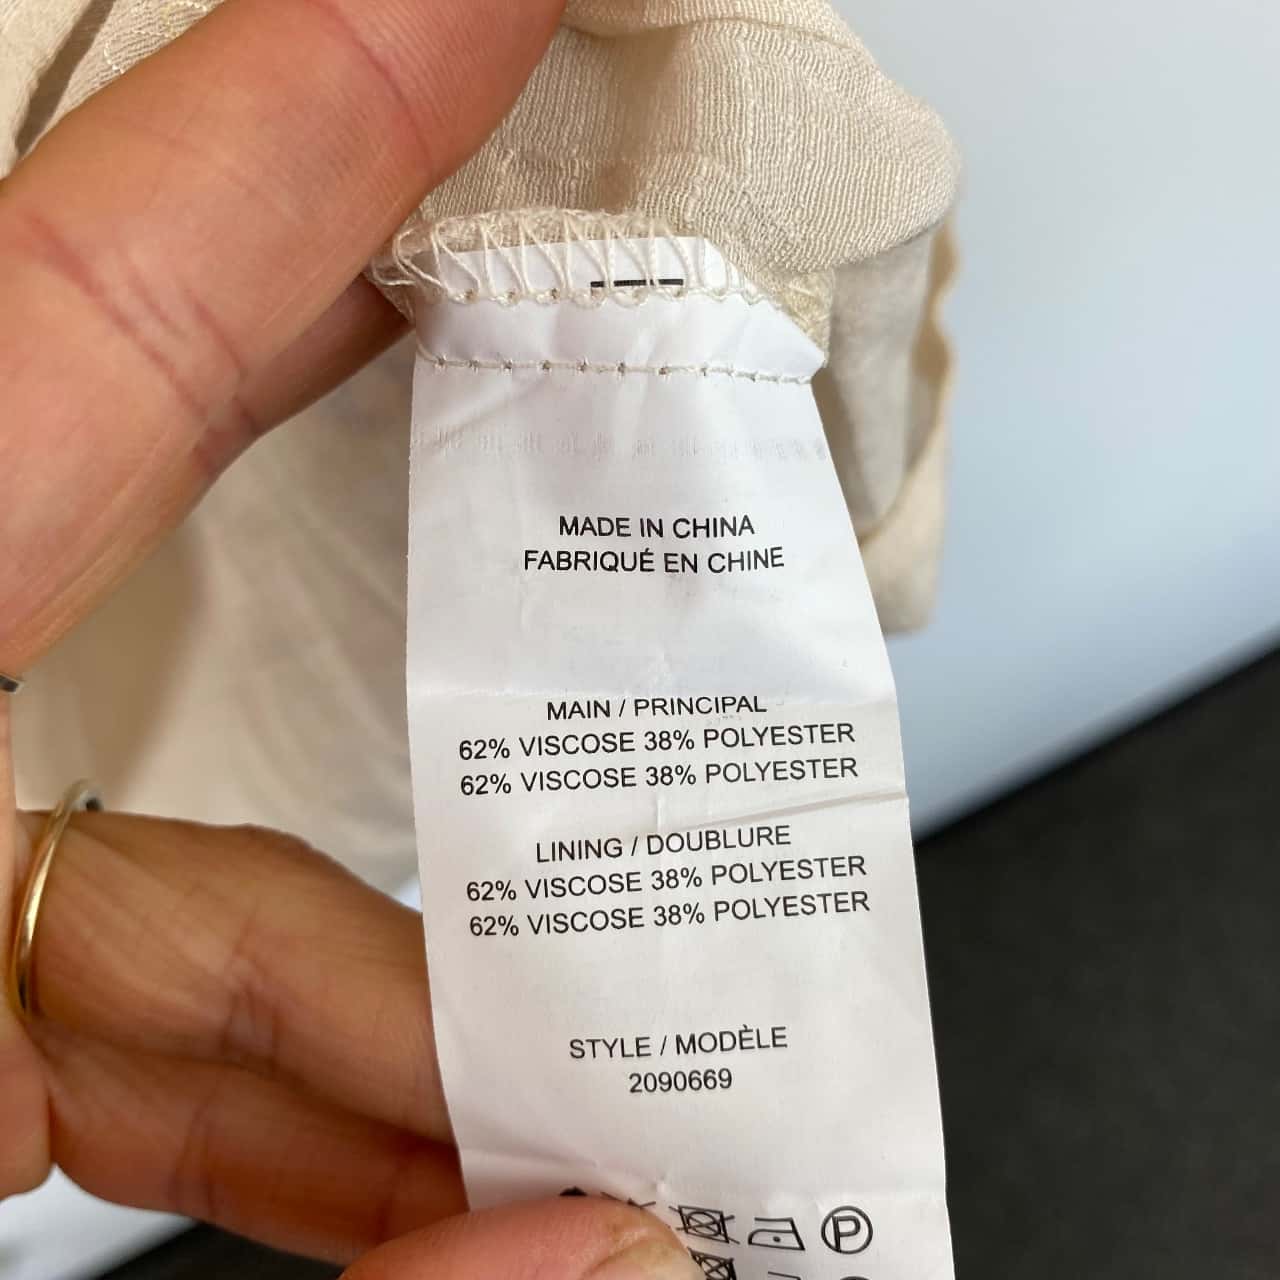 MADE IN CHINA
FABRIQUÉ EN CHINE
MAIN / PRINCIPAL
62% VISCOSE 38% POLYESTER
62% VISCOSE 38% POLYESTER
LINING / DOUBLURE
62% VISCOSE 38% POLYESTER
62% VISCOSE 38% POLYESTER
STYLE / MODÈLE
2090669
P